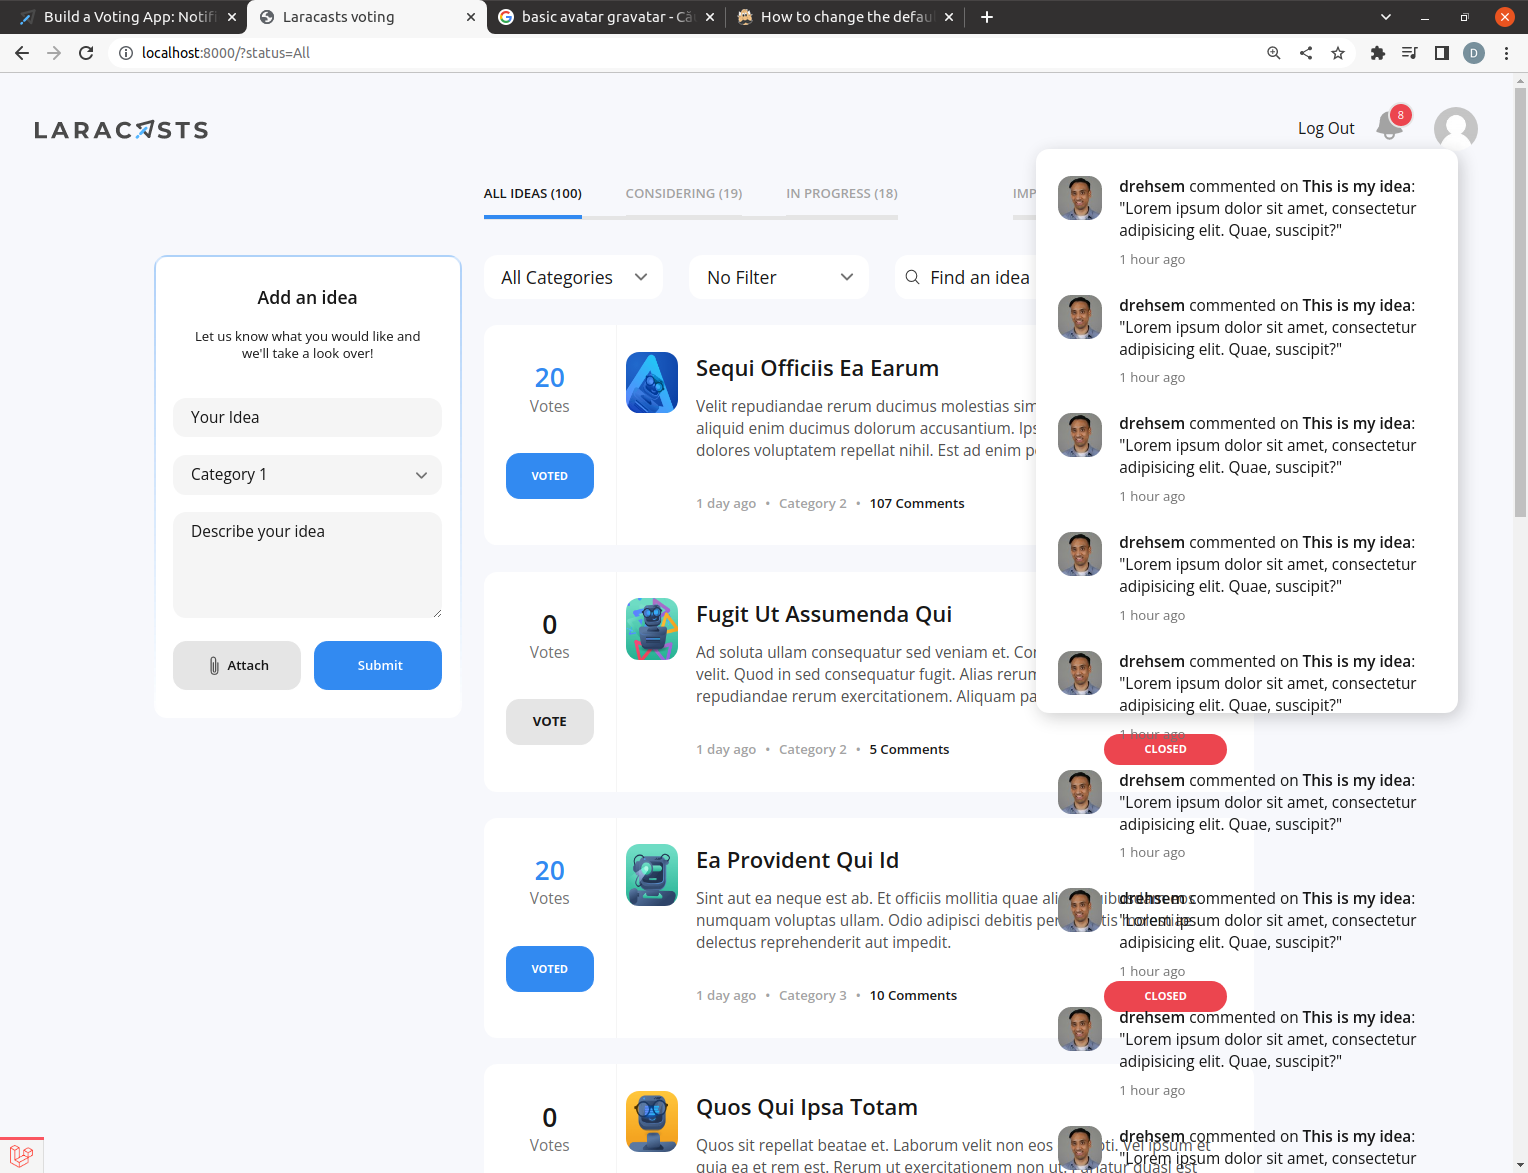 Build a Voting App: Notifi
Laracasts voting
basic avatar gravatar - Că
How to change the defau
localhost:8000/?status=All
D
LARACASTS
Log Out
8
ALL IDEAS (100)
CONSIDERING (19)
IN PROGRESS (18)
IMP
Add an idea
Let us know what you would like and
we'll take a look over!
Your Idea
Category 1
Describe your idea
Attach
Submit
All Categories
No Filter
Find an idea
20
Votes
VOTED
Sequi Officiis Ea Earum
Velit repudiandae rerum ducimus molestias sim
aliquid enim ducimus dolorum accusantium. Ips
dolores voluptatem repellat nihil. Est ad enim p
1 day ago • Category 2 • 107 Comments
0
Votes
VOTE
Fugit Ut Assumenda Qui
Ad soluta ullam consequatur sed veniam et. Cor
velit. Quod in sed consequatur fugit. Alias rerum
repudiandae rerum exercitationem. Aliquam pa
1 day ago • Category 2 • 5 Comments
CLOSED
20
Votes
VOTED
Ea Provident Qui Id
Sint aut ea neque est ab. Et officiis mollitia quae
numquam voluptas ullam. Odio adipisci debitis
delectus reprehenderit aut impedit.
1 day ago • Category 3 • 10 Comments
CLOSED
0
Votes
Quos Qui Ipsa Totam
Quos sit repellat beatae et. Laborum velit non eos
quia ea et rem est. Rerum ut exercitationem non ut.
drehsem commented on This is my idea:
"Lorem ipsum dolor sit amet, consectetur
adipisicing elit. Quae, suscipit?"
1 hour ago
drehsem commented on This is my idea:
"Lorem ipsum dolor sit amet, consectetur
adipisicing elit. Quae, suscipit?"
1 hour ago
drehsem commented on This is my idea:
"Lorem ipsum dolor sit amet, consectetur
adipisicing elit. Quae, suscipit?"
1 hour ago
drehsem commented on This is my idea:
"Lorem ipsum dolor sit amet, consectetur
adipisicing elit. Quae, suscipit?"
1 hour ago
drehsem commented on This is my idea:
"Lorem ipsum dolor sit amet, consectetur
adipisicing elit. Quae, suscipit?"
1 hour ago
drehsem commented on This is my idea:
"Lorem ipsum dolor sit amet, consectetur
adipisicing elit. Quae, suscipit?"
1 hour ago
drehsem commented on This is my idea:
"Lorem ipsum dolor sit amet, consectetur
adipisicing elit. Quae, suscipit?"
1 hour ago
drehsem commented on This is my idea:
"Lorem ipsum dolor sit amet, consectetur
adipisicing elit. Quae, suscipit?"
1 hour ago
drehsem commented on This is my idea:
"Lorem ipsum dolor sit amet, consectetur